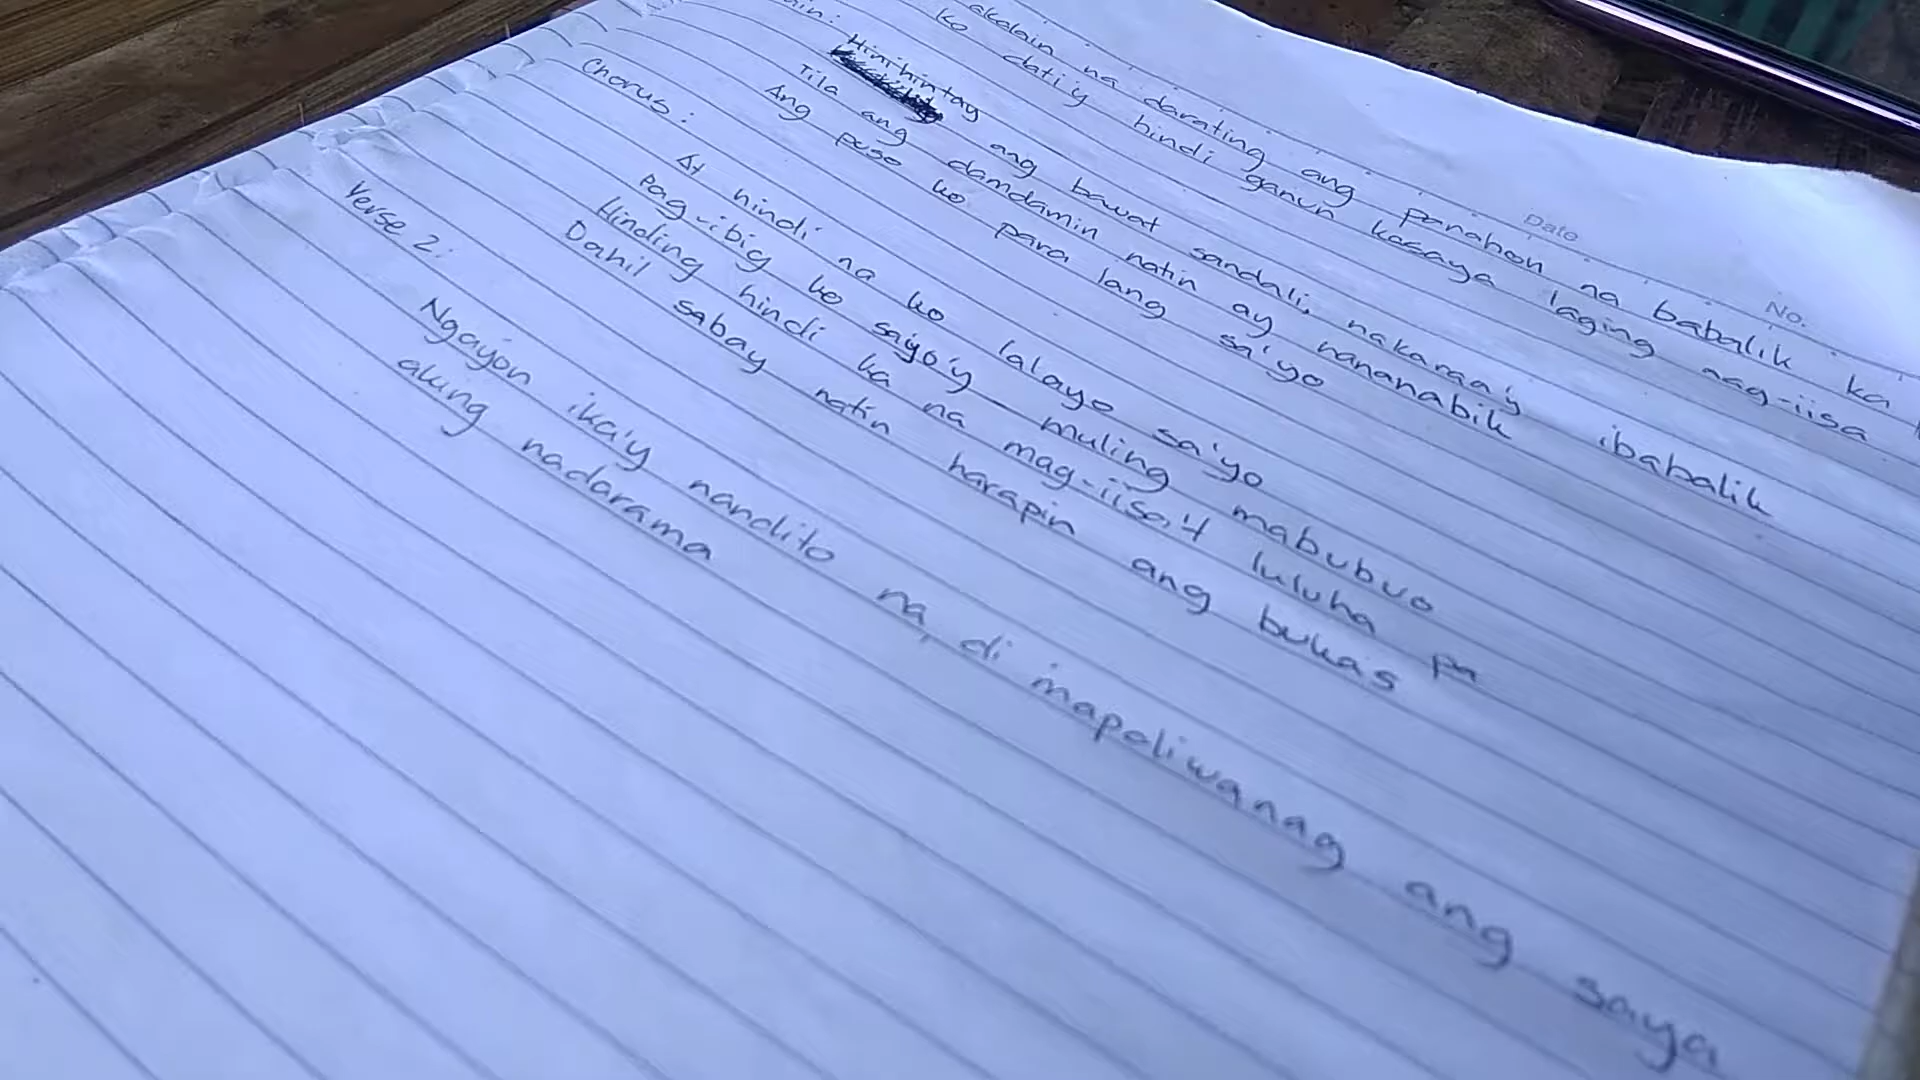 Date
No.
akalain na darating ang panahon na babalik ka
ko dati'y hindi ganun kasaya laging nag-iisa
Hinihintay ang bawat sandali, nakaraa'y ibabalik
Tila ang damdamin natin ay nananabik
Ang puso ko para lang sa'yo
Chorus:
At hindi na ko lalayo sa'yo
Pag-ibig ko sa'yo'y muling mabubuo
Hinding hindi ka na mag-iisa't luluha pa
Dahil sabay natin harapin ang bukas
Verse 2:
Ngayon ika'y nandito na, di mapaliwanag ang saya
aking nadarama